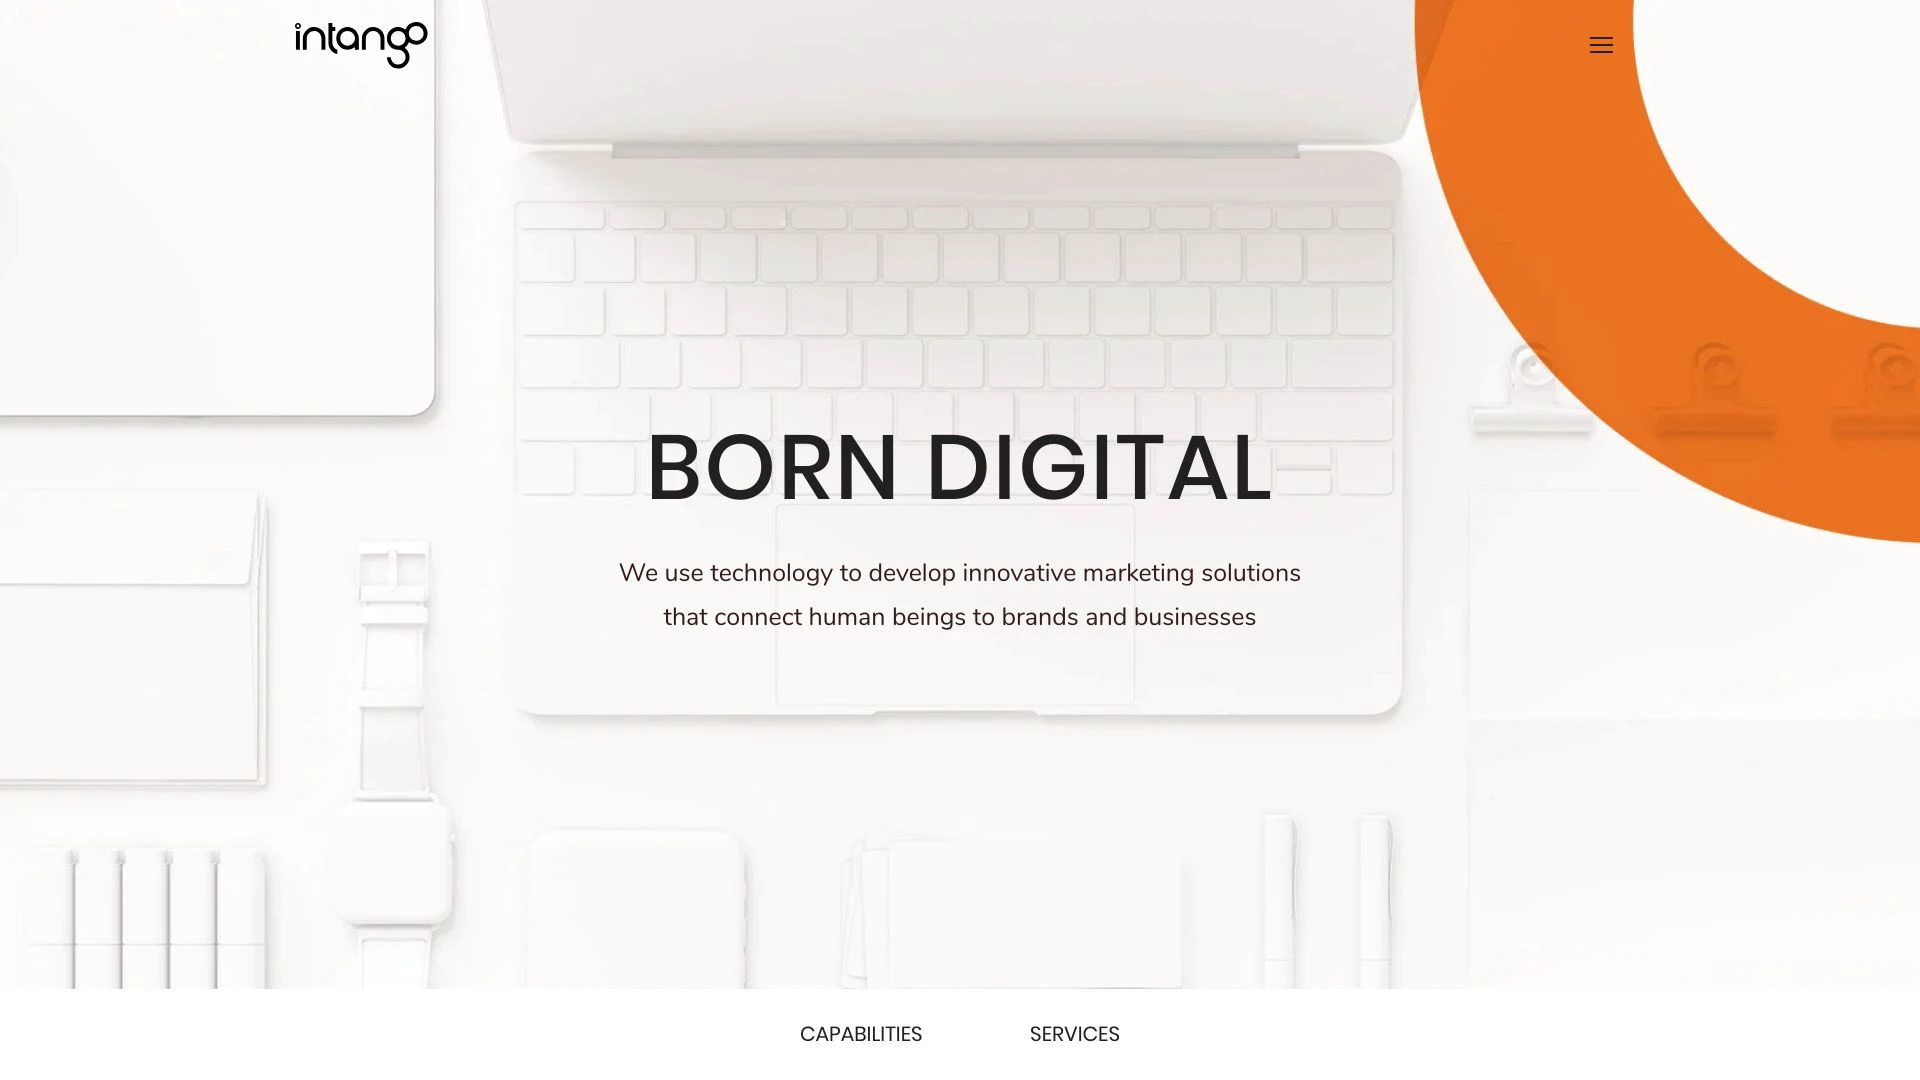 intango
BORN DIGITAL
We use technology to develop innovative marketing solutions
that connect human beings to brands and businesses
CAPABILITIES
SERVICES